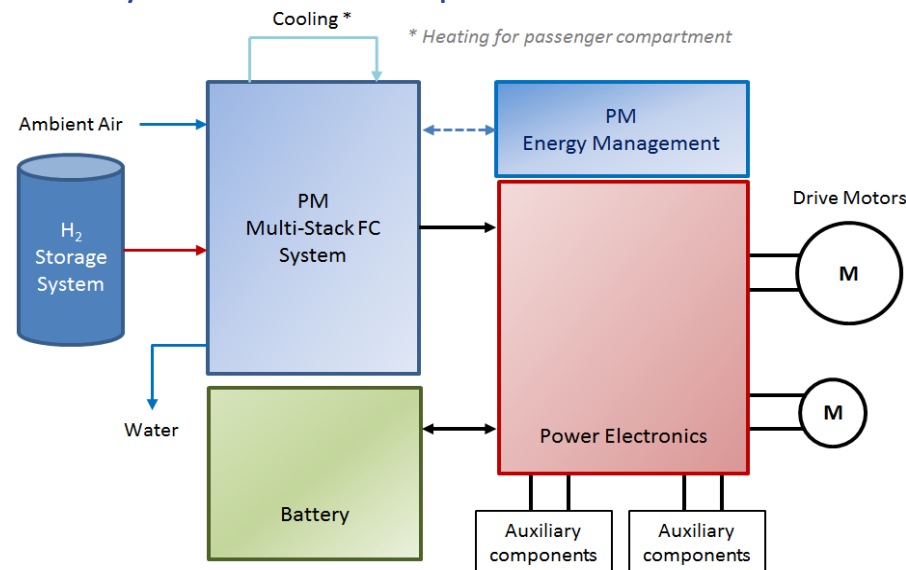 Cooling *
* Heating for passenger compartment
Ambient Air
PM
Energy Management
Drive Motors
PM
Multi-Stack FC
System
H₂
Storage
System
M
M
Water
Power Electronics
Battery
Auxiliary
components
Auxiliary
components